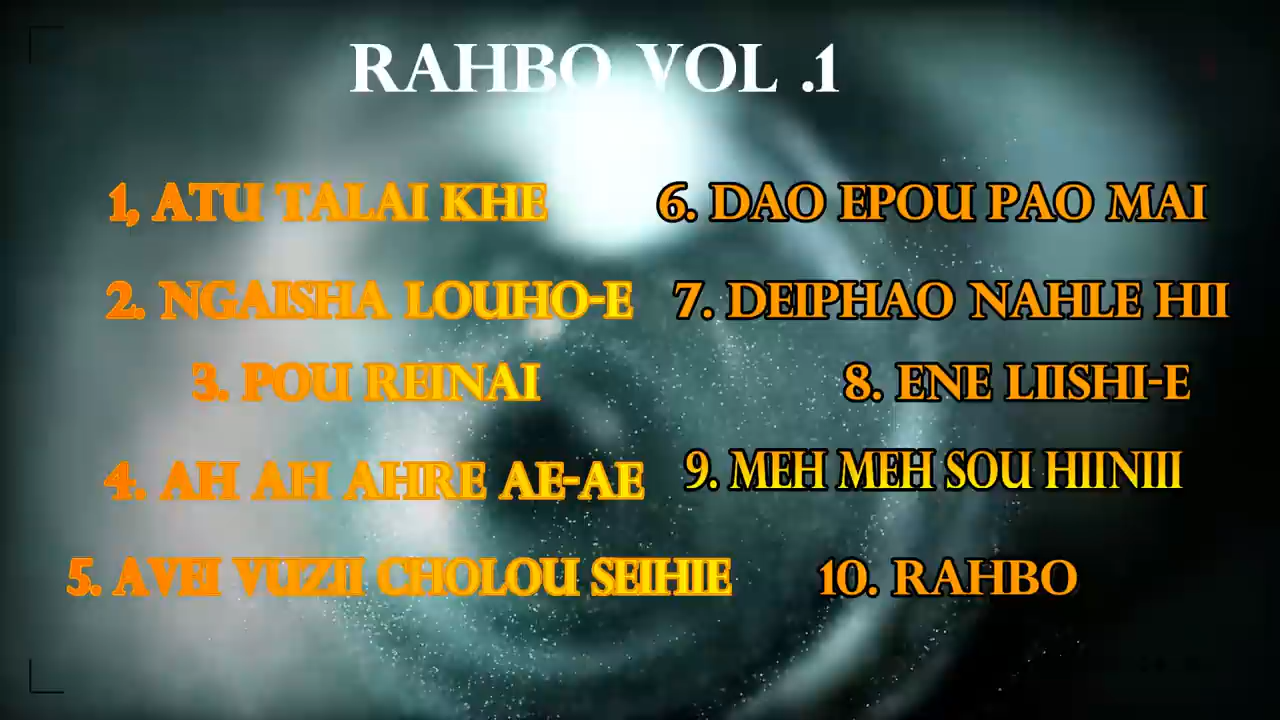 RAHBO VOL .1
1, ATU TALAI KHE
2. NGAISHA LOUHO-E
3. POU REINAI
4. AH AH AHRE AE-AE
5. AVEI VUZII CHOLOU SEIHIE
6. DAO EPOU PAO MAI
7. DEIPHAO NAHLE HII
8. ENE LIISHI-E
9. MEH MEH SOU HIINIII
10. RAHBO